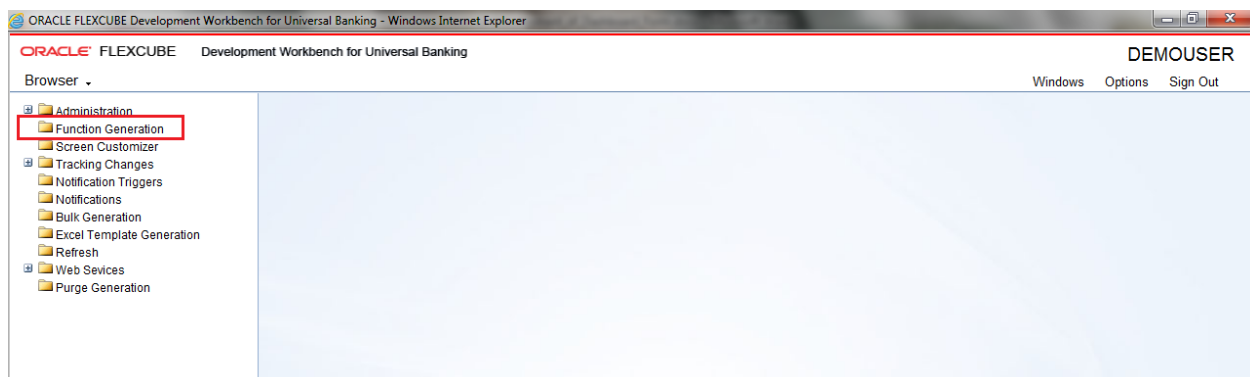 ORACLE FLEXCUBE Development Workbench for Universal Banking - Windows Internet Explorer
ORACLE FLEXCUBE Development Workbench for Universal Banking DEMOUSER
Browser Windows Options Sign Out
Administration
Function Generation
Screen Customizer
Tracking Changes
Notification Triggers
Notifications
Bulk Generation
Excel Template Generation
Refresh
Web Sevices
Purge Generation